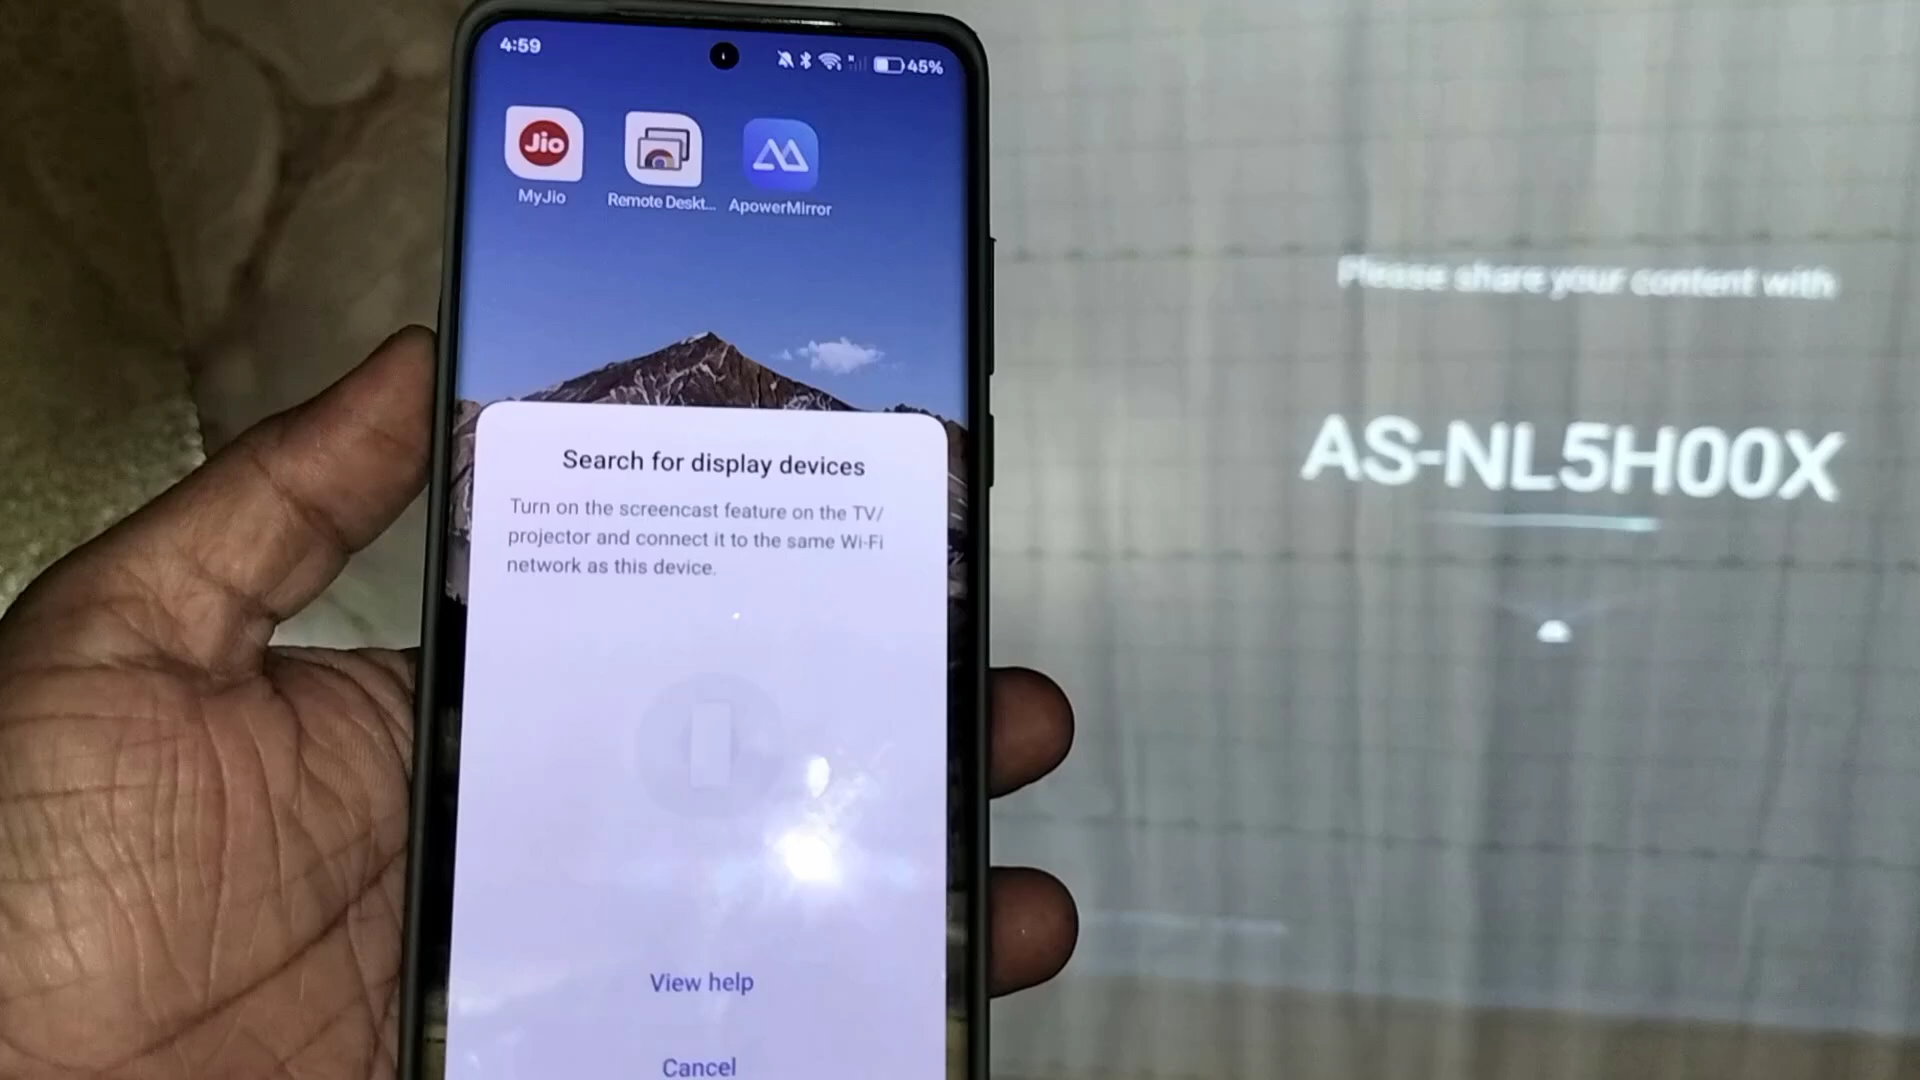 4:59
45%
Jio
MyJio
Remote Deskt...
ApowerMirror
Search for display devices
Turn on the screencast feature on the TV/
projector and connect it to the same Wi-Fi
network as this device.
View help
Cancel
Please share your content with
AS-NL5H00X